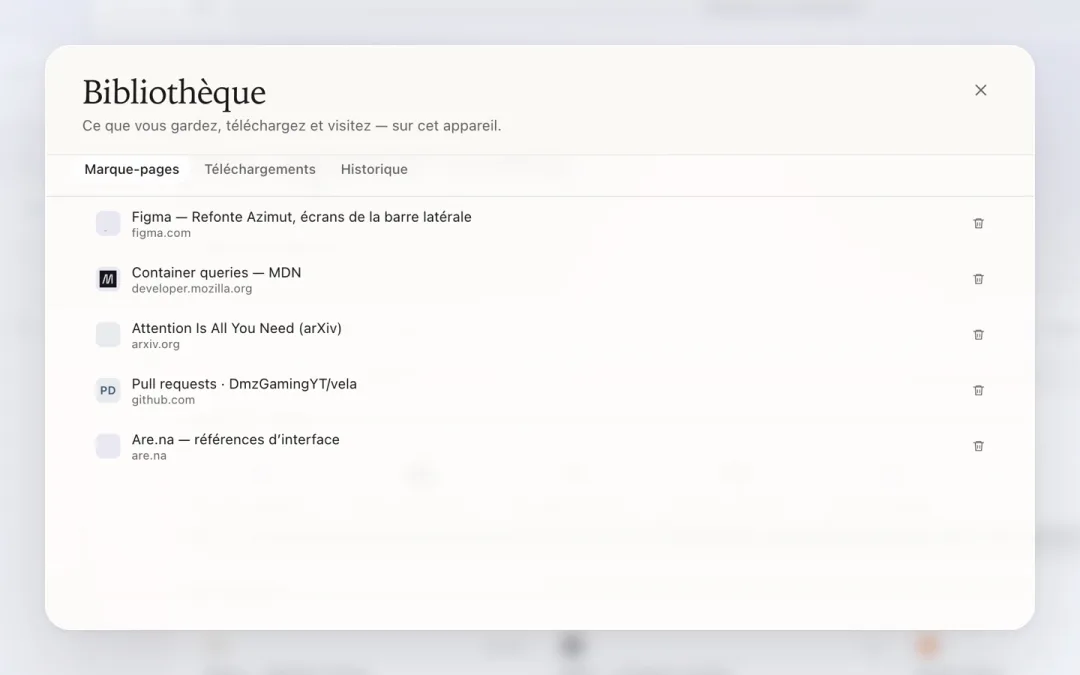 Bibliothèque
Ce que vous gardez, téléchargez et visitez — sur cet appareil.
Marque-pages Téléchargements Historique
Figma — Refonte Azimut, écrans de la barre latérale
figma.com
M
Container queries — MDN
developer.mozilla.org
Attention Is All You Need (arXiv)
arxiv.org
PD
Pull requests · DmzGamingYT/vela
github.com
Are.na — références d’interface
are.na